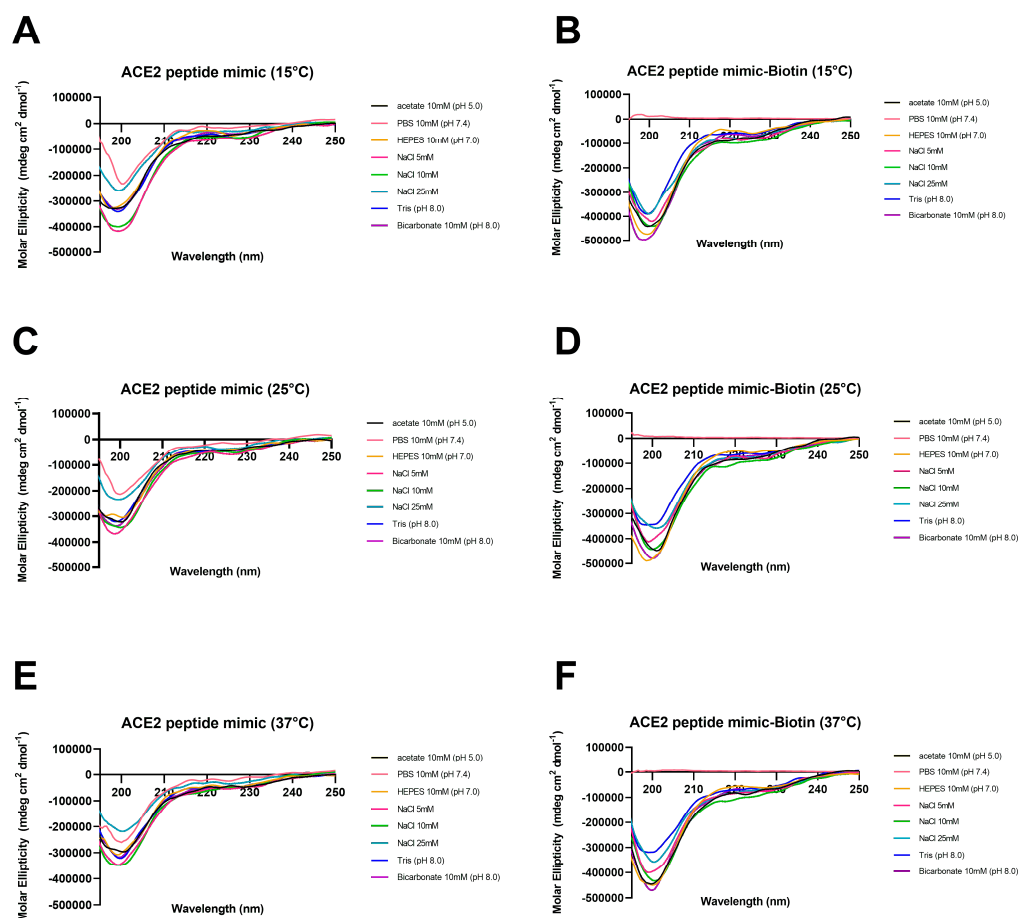 A
ACE2 peptide mimic (15°C)
Molar Ellipticity (mdeg cm2 dmol-1)
100000
0
-100000
-200000
-300000
-400000
-500000
200
210
220
230
240
250
Wavelength (nm)
acetate 10mM (pH 5.0)
PBS 10mM (pH 7.4)
HEPES 10mM (pH 7.0)
NaCl 5mM
NaCl 10mM
NaCl 25mM
Tris (pH 8.0)
Bicarbonate 10mM (pH 8.0)
B
ACE2 peptide mimic-Biotin (15°C)
Molar Ellipticity (mdeg cm2 dmol-1)
100000
0
-100000
-200000
-300000
-400000
-500000
200
210
220
230
240
250
Wavelength (nm)
acetate 10mM (pH 5.0)
PBS 10mM (pH 7.4)
HEPES 10mM (pH 7.0)
NaCl 5mM
NaCl 10mM
NaCl 25mM
Tris (pH 8.0)
Bicarbonate 10mM (pH 8.0)
C
ACE2 peptide mimic (25°C)
Molar Ellipticity (mdeg cm2 dmol-1)
100000
0
-100000
-200000
-300000
-400000
-500000
200
210
220
230
240
250
Wavelength (nm)
acetate 10mM (pH 5.0)
PBS 10mM (pH 7.4)
HEPES 10mM (pH 7.0)
NaCl 5mM
NaCl 10mM
NaCl 25mM
Tris (pH 8.0)
Bicarbonate 10mM (pH 8.0)
D
ACE2 peptide mimic-Biotin (25°C)
Molar Ellipticity (mdeg cm2 dmol-1)
100000
0
-100000
-200000
-300000
-400000
-500000
200
210
220
230
240
250
Wavelength (nm)
acetate 10mM (pH 5.0)
PBS 10mM (pH 7.4)
HEPES 10mM (pH 7.0)
NaCl 5mM
NaCl 10mM
NaCl 25mM
Tris (pH 8.0)
Bicarbonate 10mM (pH 8.0)
E
ACE2 peptide mimic (37°C)
Molar Ellipticity (mdeg cm2 dmol-1)
100000
0
-100000
-200000
-300000
-400000
-500000
200
210
220
230
240
250
Wavelength (nm)
acetate 10mM (pH 5.0)
PBS 10mM (pH 7.4)
HEPES 10mM (pH 7.0)
NaCl 5mM
NaCl 10mM
NaCl 25mM
Tris (pH 8.0)
Bicarbonate 10mM (pH 8.0)
F
ACE2 peptide mimic-Biotin (37°C)
Molar Ellipticity (mdeg cm2 dmol-1)
100000
0
-100000
-200000
-300000
-400000
-500000
200
210
220
230
240
250
Wavelength (nm)
acetate 10mM (pH 5.0)
PBS 10mM (pH 7.4)
HEPES 10mM (pH 7.0)
NaCl 5mM
NaCl 10mM
NaCl 25mM
Tris (pH 8.0)
Bicarbonate 10mM (pH 8.0)